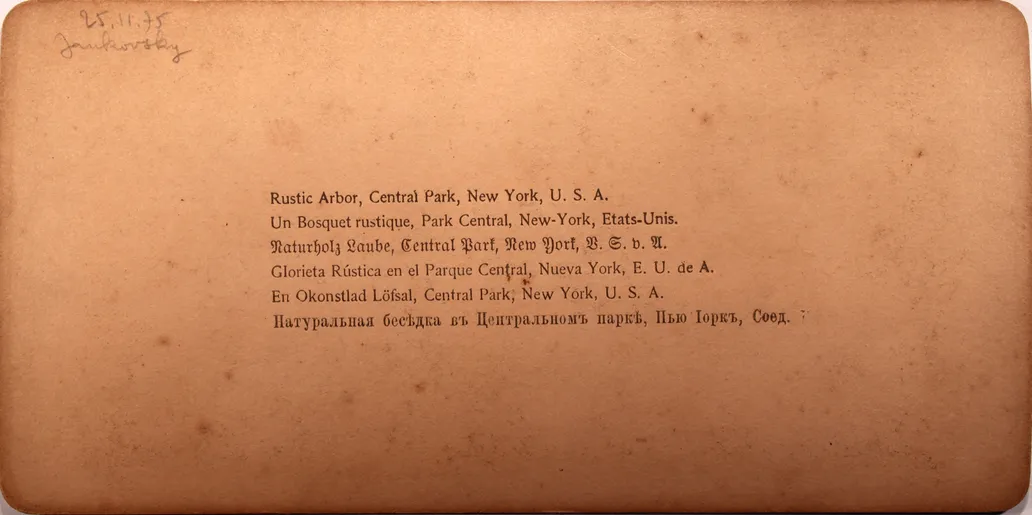 25.11.75
Jankovsky
Rustic Arbor, Central Park, New York, U. S. A.
Un Bosquet rustique, Park Central, New-York, Etats-Unis.
Naturholz Laube, Central Park, New York, V. S. v. A.
Glorieta Rústica en el Parque Central, Nueva York, E. U. de A.
En Okonstlad Löfsal, Central Park, New York, U. S. A.
Натуральная бесѣдка въ Центральномъ паркѣ, Нью Іоркъ, Соед.